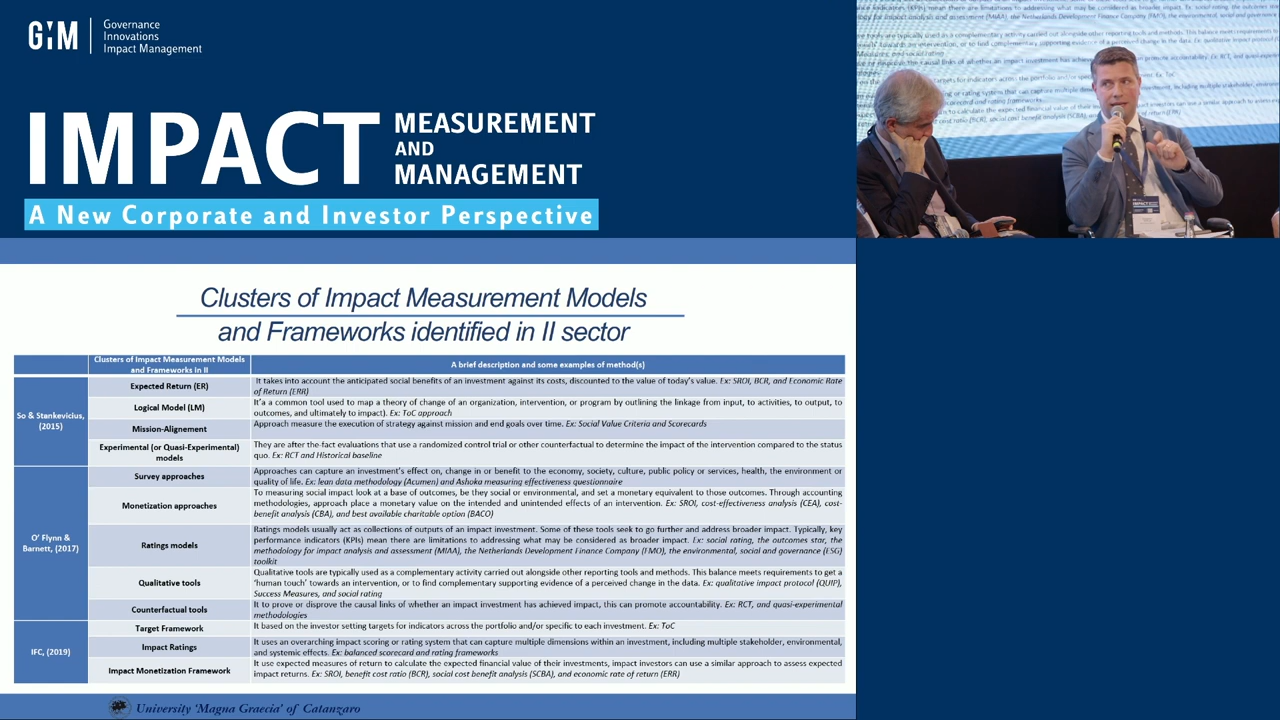 GIM
Governance
Innovations
Impact Management
IMPACT
MEASUREMENT
AND
MANAGEMENT
A New Corporate and Investor Perspective
Clusters of Impact Measurement Models
and Frameworks identified in II sector
Clusters of Impact Measurement Models
and Frameworks in II
A brief description and some examples of method(s)
So & Stankevicius,
(2015)
Expected Return (ER)
It takes into account the anticipated social benefits of an investment against its costs, discounted to the value of today's value. Ex: SROI, BCR, and Economic Rate
of Return (ERR)
Logical Model (LM)
It'a a common tool used to map a theory of change of an organization, intervention, or program by outlining the linkage from input, to activities, to output, to
outcomes, and ultimately to impact). Ex: ToC approach
Mission-Alignement
Approach measure the execution of strategy against mission and end goals over time. Ex: Social Value Criteria and Scorecards
Experimental (or Quasi-Experimental)
models
They are after the-fact evaluations that use a randomized control trial or other counterfactual to determine the impact of the intervention compared to the status
quo. Ex: RCT and Historical baseline
O' Flynn &
Barnett, (2017)
Survey approaches
Approaches can capture an investment's effect on, change in or benefit to the economy, society, culture, public policy or services, health, the environment or
quality of life. Ex: lean data methodology (Acumen) and Ashoka measuring effectiveness questionnaire
Monetization approaches
To measuring social impact look at a base of outcomes, be they social or environmental, and set a monetary equivalent to those outcomes. Through accounting
methodologies, approach place a monetary value on the intended and unintended effects of an intervention. Ex: SROI, cost-effectiveness analysis (CEA), cost-
benefit analysis (CBA), and best available charitable option (BACO)
Ratings models
Ratings models usually act as collections of outputs of an impact investment. Some of these tools seek to go further and address broader impact. Typically, key
performance indicators (KPIs) mean there are limitations to addressing what may be considered as broader impact. Ex: social rating, the outcomes star, the
methodology for impact analysis and assessment (MIAA), the Netherlands Development Finance Company (FMO), the environmental, social and governance (ESG)
toolkit
Qualitative tools
Qualitative tools are typically used as a complementary activity carried out alongside other reporting tools and methods. This balance meets requirements to get a
'human touch' towards an intervention, or to find complementary supporting evidence of a perceived change in the data. Ex: qualitative impact protocol (QUIP),
Success Measures, and social rating
Counterfactual tools
It to prove or disprove the causal links of whether an impact investment has achieved impact, this can promote accountability. Ex: RCT, and quasi-experimental
methodologies
IFC, (2019)
Target Framework
It based on the investor setting targets for indicators across the portfolio and/or specific to each investment. Ex: ToC
Impact Ratings
It uses an overarching impact scoring or rating system that can capture multiple dimensions within an investment, including multiple stakeholder, environmental,
and systemic effects. Ex: balanced scorecard and rating frameworks
Impact Monetization Framework
It use expected measures of return to calculate the expected financial value of their investments, impact investors can use a similar approach to assess expected
impact returns. Ex: SROI, benefit cost ratio (BCR), social cost benefit analysis (SCBA), and economic rate of return (ERR)
University 'Magna Graecia' of Catanzaro